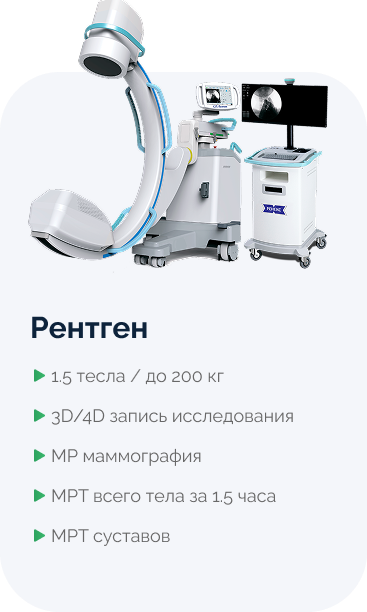 Рентген
1.5 тесла / до 200 кг
3D/4D запись исследования
МР маммография
МРТ всего тела за 1.5 часа
МРТ суставов